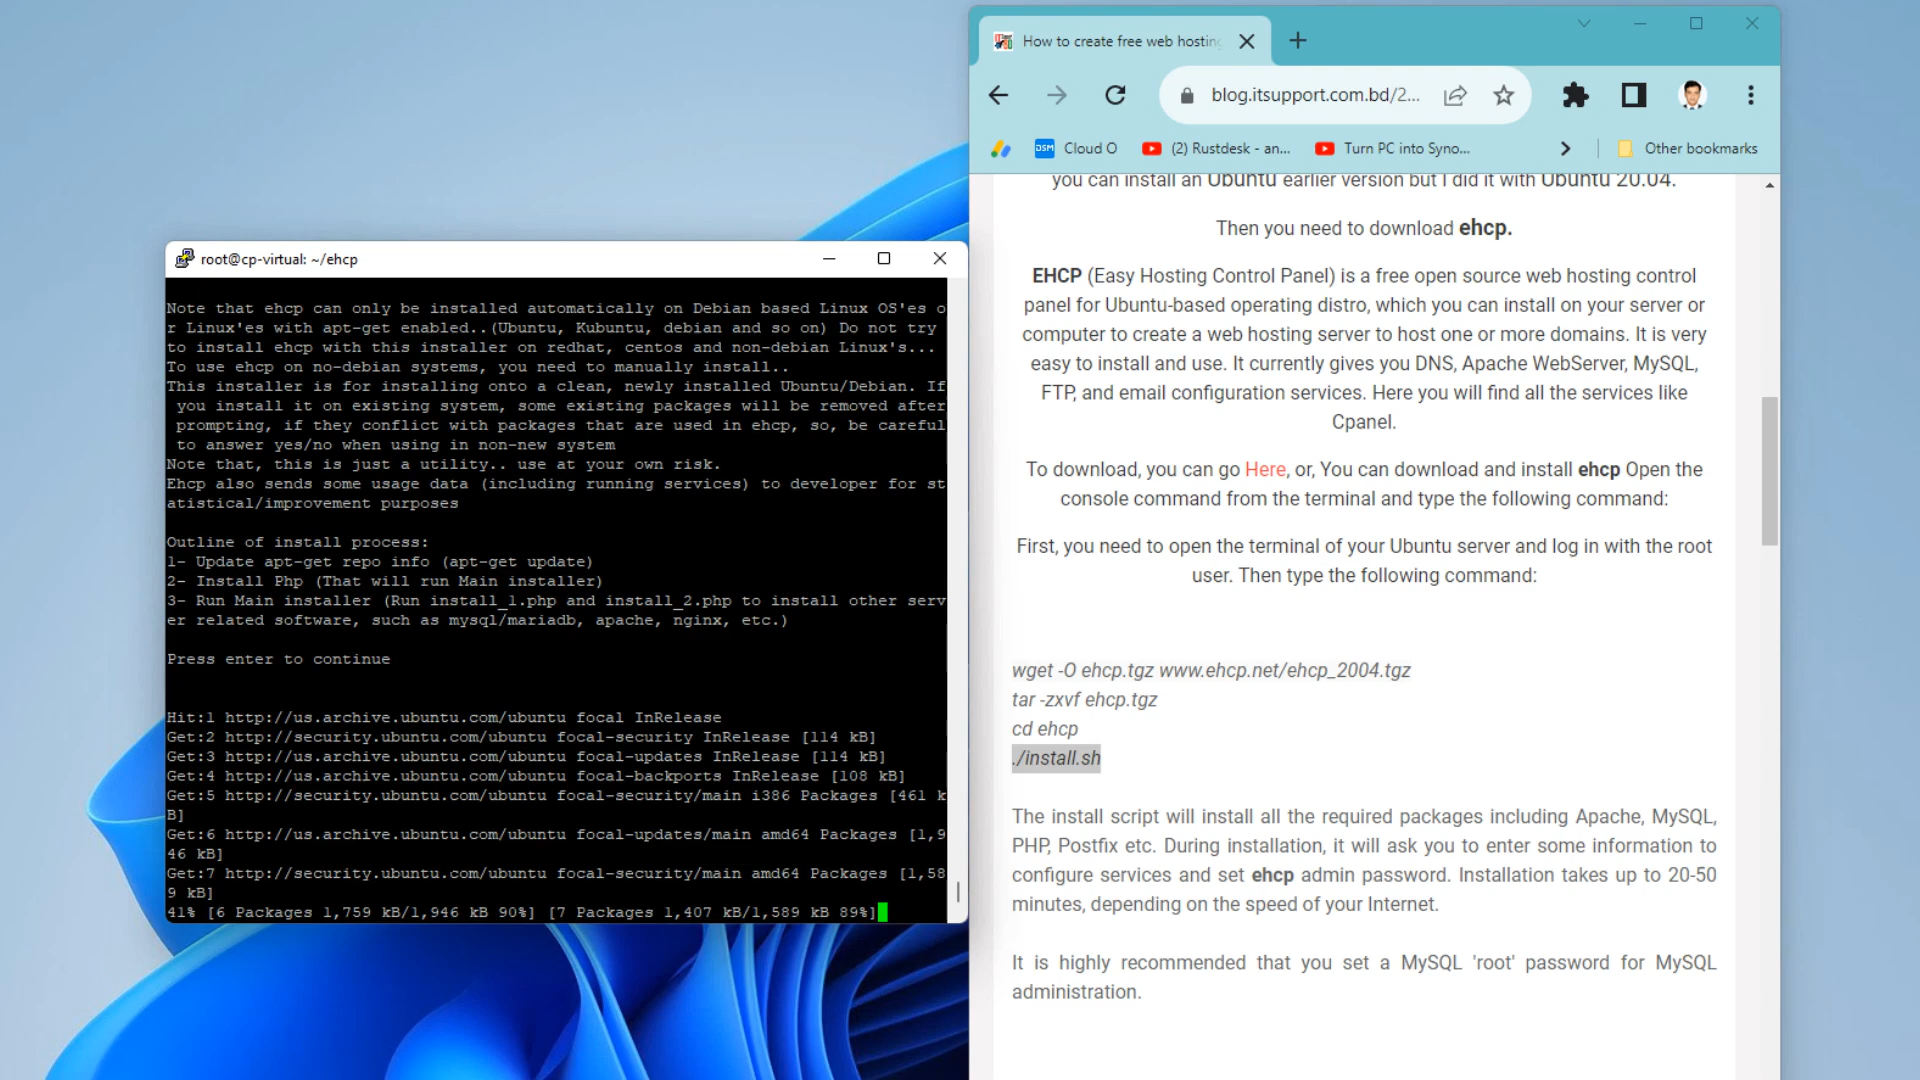 root@cp-virtual: ~/ehcp
Note that ehcp can only be installed automatically on Debian based Linux OS'es o
r Linux'es with apt-get enabled..(Ubuntu, Kubuntu, debian and so on) Do not try
to install ehcp with this installer on redhat, centos and non-debian Linux's...
To use ehcp on no-debian systems, you need to manually install..
This installer is for installing onto a clean, newly installed Ubuntu/Debian. If
you install it on existing system, some existing packages will be removed after
prompting, if they conflict with packages that are used in ehcp, so, be careful
to answer yes/no when using in non-new system
Note that, this is just a utility.. use at your own risk.
Ehcp also sends some usage data (including running services) to developer for st
atistical/improvement purposes
Outline of install process:
1- Update apt-get repo info (apt-get update)
2- Install Php (That will run Main installer)
3- Run Main installer (Run install_1.php and install_2.php to install other serv
er related software, such as mysql/mariadb, apache, nginx, etc.)
Press enter to continue
Hit:1 http://us.archive.ubuntu.com/ubuntu focal InRelease
Get:2 http://security.ubuntu.com/ubuntu focal-security InRelease [114 kB]
Get:3 http://us.archive.ubuntu.com/ubuntu focal-updates InRelease [114 kB]
Get:4 http://us.archive.ubuntu.com/ubuntu focal-backports InRelease [108 kB]
Get:5 http://security.ubuntu.com/ubuntu focal-security/main i386 Packages [461 k
B]
Get:6 http://us.archive.ubuntu.com/ubuntu focal-updates/main amd64 Packages [1,9
46 kB]
Get:7 http://security.ubuntu.com/ubuntu focal-security/main amd64 Packages [1,58
9 kB]
41% [6 Packages 1,759 kB/1,946 kB 90%] [7 Packages 1,407 kB/1,589 kB 89%]
How to create free web hosting
blog.itsupport.com.bd/2...
DSM Cloud O (2) Rustdesk - an... Turn PC into Syno... Other bookmarks
you can install an Ubuntu earlier version but I did it with Ubuntu 20.04.
Then you need to download ehcp.
EHCP (Easy Hosting Control Panel) is a free open source web hosting control
panel for Ubuntu-based operating distro, which you can install on your server or
computer to create a web hosting server to host one or more domains. It is very
easy to install and use. It currently gives you DNS, Apache WebServer, MySQL,
FTP, and email configuration services. Here you will find all the services like
Cpanel.
To download, you can go Here, or, You can download and install ehcp Open the
console command from the terminal and type the following command:
First, you need to open the terminal of your Ubuntu server and log in with the root
user. Then type the following command:
wget -O ehcp.tgz www.ehcp.net/ehcp_2004.tgz
tar -zxvf ehcp.tgz
cd ehcp
./install.sh
The install script will install all the required packages including Apache, MySQL,
PHP, Postfix etc. During installation, it will ask you to enter some information to
configure services and set ehcp admin password. Installation takes up to 20-50
minutes, depending on the speed of your Internet.
It is highly recommended that you set a MySQL 'root' password for MySQL
administration.